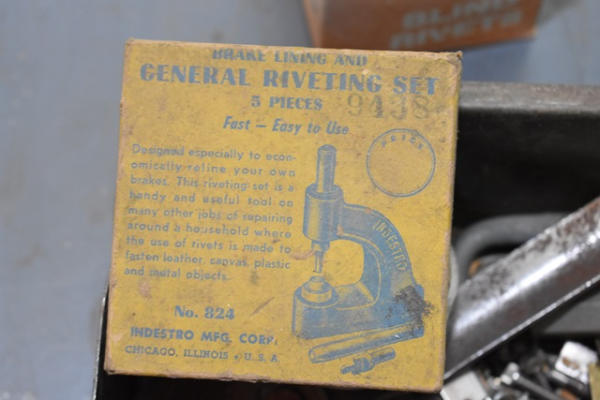 BLIND
RIVETS
BRAKE LINING AND
GENERAL RIVETING SET
5 PIECES 9438
Fast – Easy to Use
PRICE
Designed especially to econ-
omically reline your own
brakes. This riveting set is a
handy and useful tool on
many other jobs of repairing
around a household where
the use of rivets is made to
fasten leather, canvas, plastic
and metal objects.
INDESTRO
No. 824
INDESTRO MFG. CORP.
CHICAGO, ILLINOIS • U. S. A.